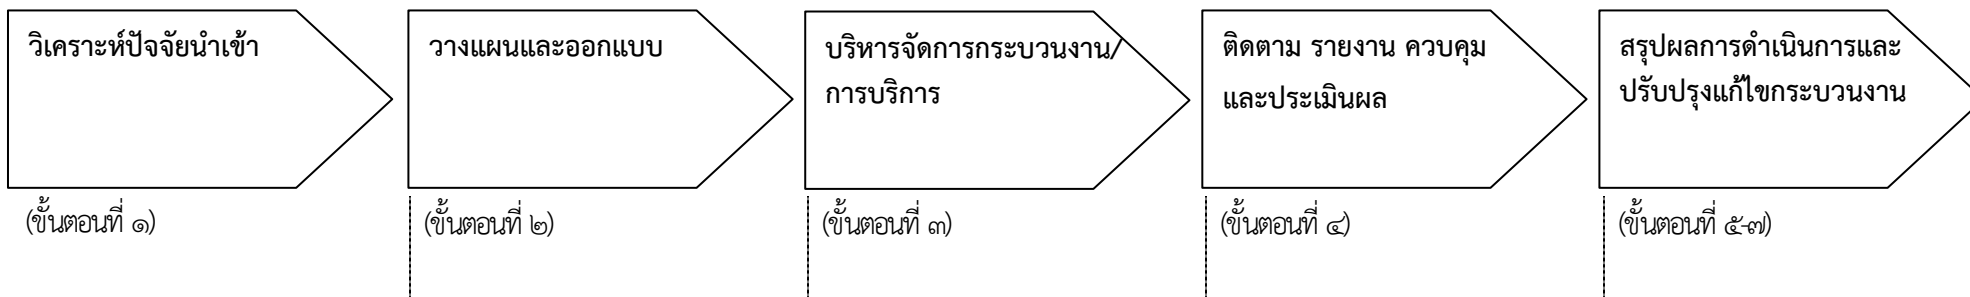 วิเคราะห์ปัจจัยนำเข้า
วางแผนและออกแบบ
บริหารจัดการกระบวนงาน/
การบริการ
ติดตาม รายงาน ควบคุม
และประเมินผล
สรุปผลการดำเนินการและ
ปรับปรุงแก้ไขกระบวนงาน
(ขั้นตอนที่ ๑)
(ขั้นตอนที่ ๒)
(ขั้นตอนที่ ๓)
(ขั้นตอนที่ ๔)
(ขั้นตอนที่ ๕-๗)